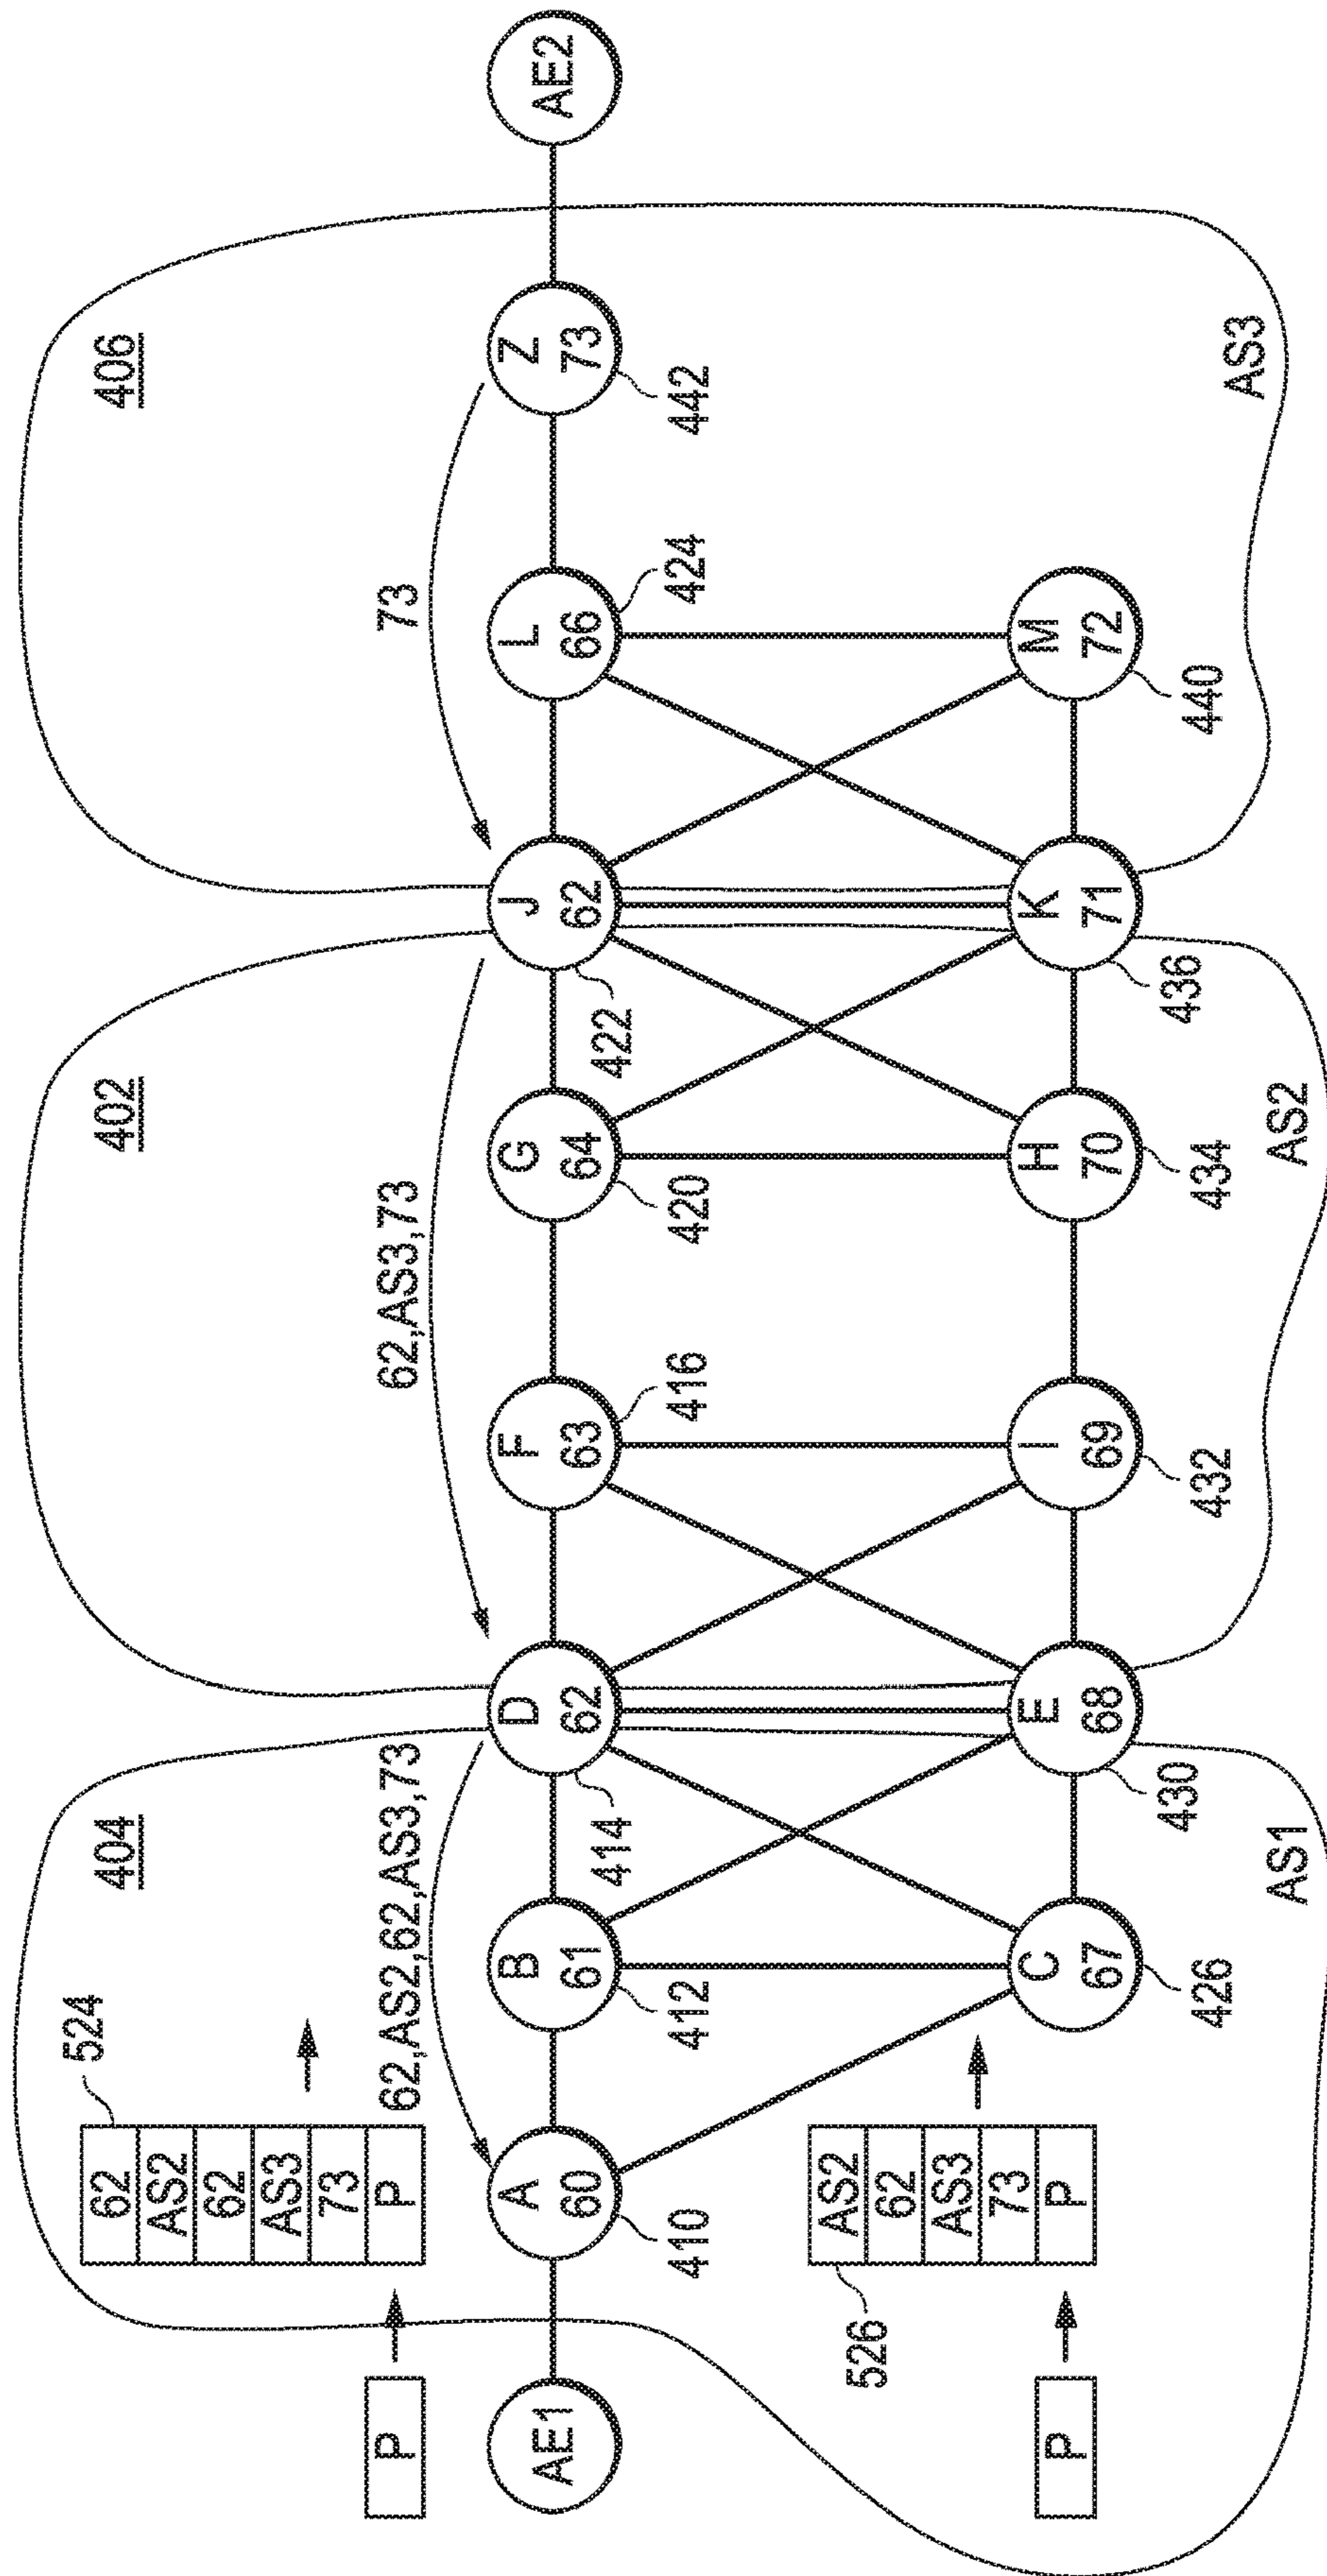 404
402
406
524
62
AS2
62
AS3
73
P
P
62,AS2,62,AS3,73
62,AS3,73
73
AE1
A
60
410
B
61
412
D
62
414
F
63
416
G
64
420
J
62
422
L
66
424
Z
73
442
AE2
526
AS2
62
AS3
73
P
P
C
67
426
E
68
430
I
69
432
H
70
434
K
71
436
M
72
440
AS1
AS2
AS3